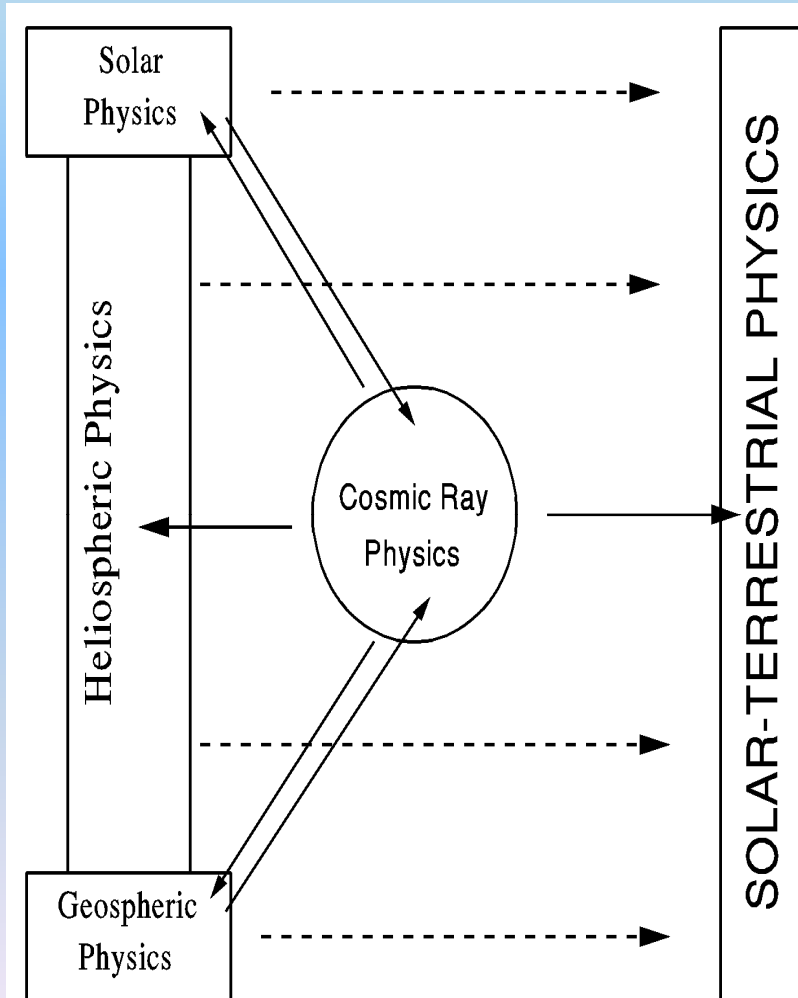 Solar
Physics
Heliospheric Physics
Cosmic Ray
Physics
Geospheric
Physics
SOLAR-TERRESTRIAL PHYSICS